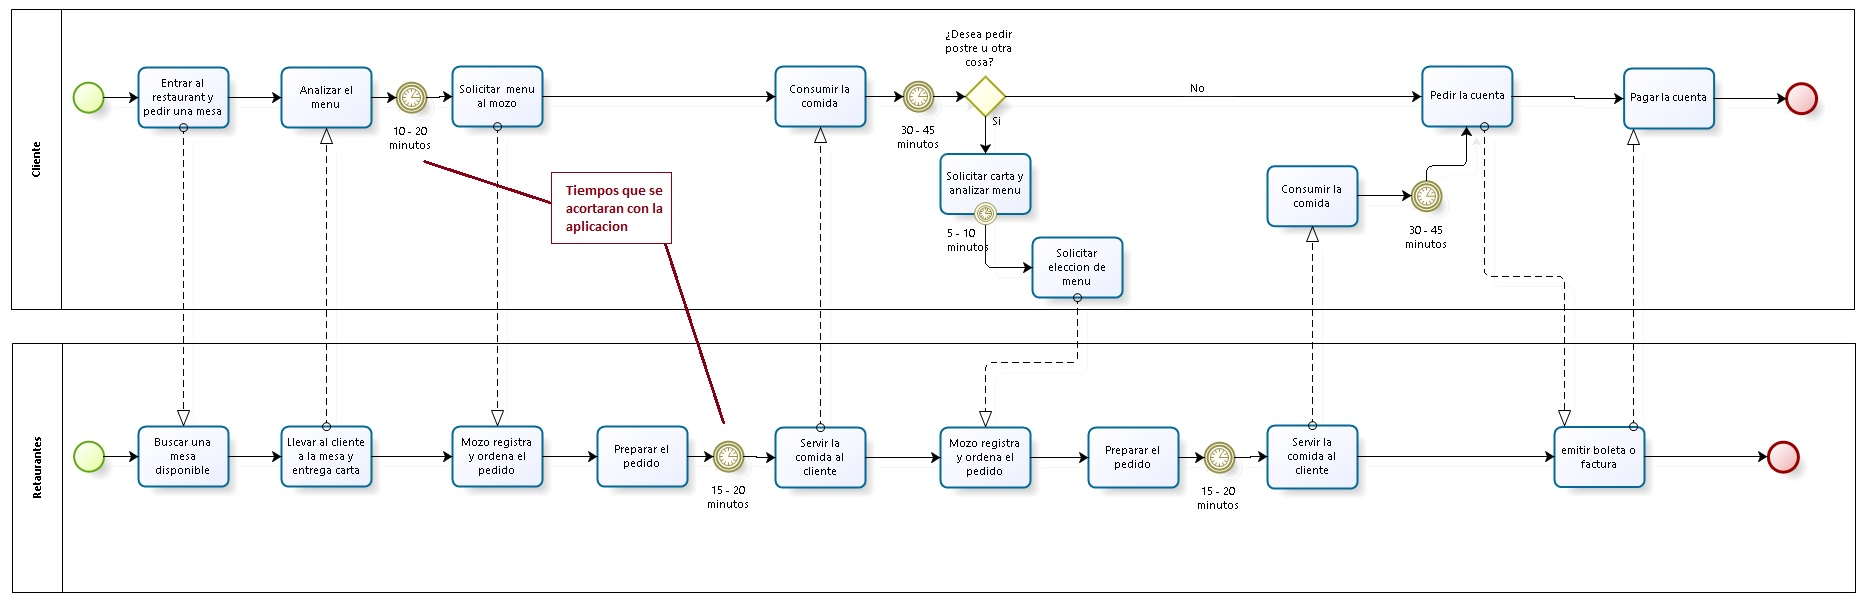 Cliente
Entrar al
restaurant y
pedir una mesa
Analizar el
menu
10 - 20
minutos
Solicitar menu
al mozo
Tiempos que se
acortaran con la
aplicacion
Consumir la
comida
30 - 45
minutos
¿Desea pedir
postre u otra
cosa?
No
Si
Solicitar carta y
analizar menu
5 - 10
minutos
Solicitar
eleccion de
menu
Consumir la
comida
30 - 45
minutos
Pedir la cuenta
Pagar la cuenta
Retaurantes
Buscar una
mesa
disponible
Llevar al cliente
a la mesa y
entrega carta
Mozo registra
y ordena el
pedido
Preparar el
pedido
15 - 20
minutos
Servir la
comida al
cliente
Mozo registra
y ordena el
pedido
Preparar el
pedido
15 - 20
minutos
Servir la
comida al
cliente
emitir boleta o
factura